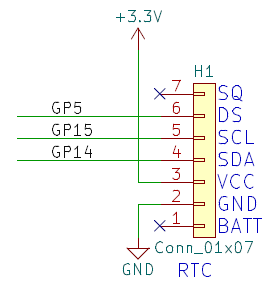 +3.3V
H1
7 SQ
GP5 6 DS
GP15 5 SCL
GP14 4 SDA
3 VCC
2 GND
1 BATT
Conn_01x07
GND RTC